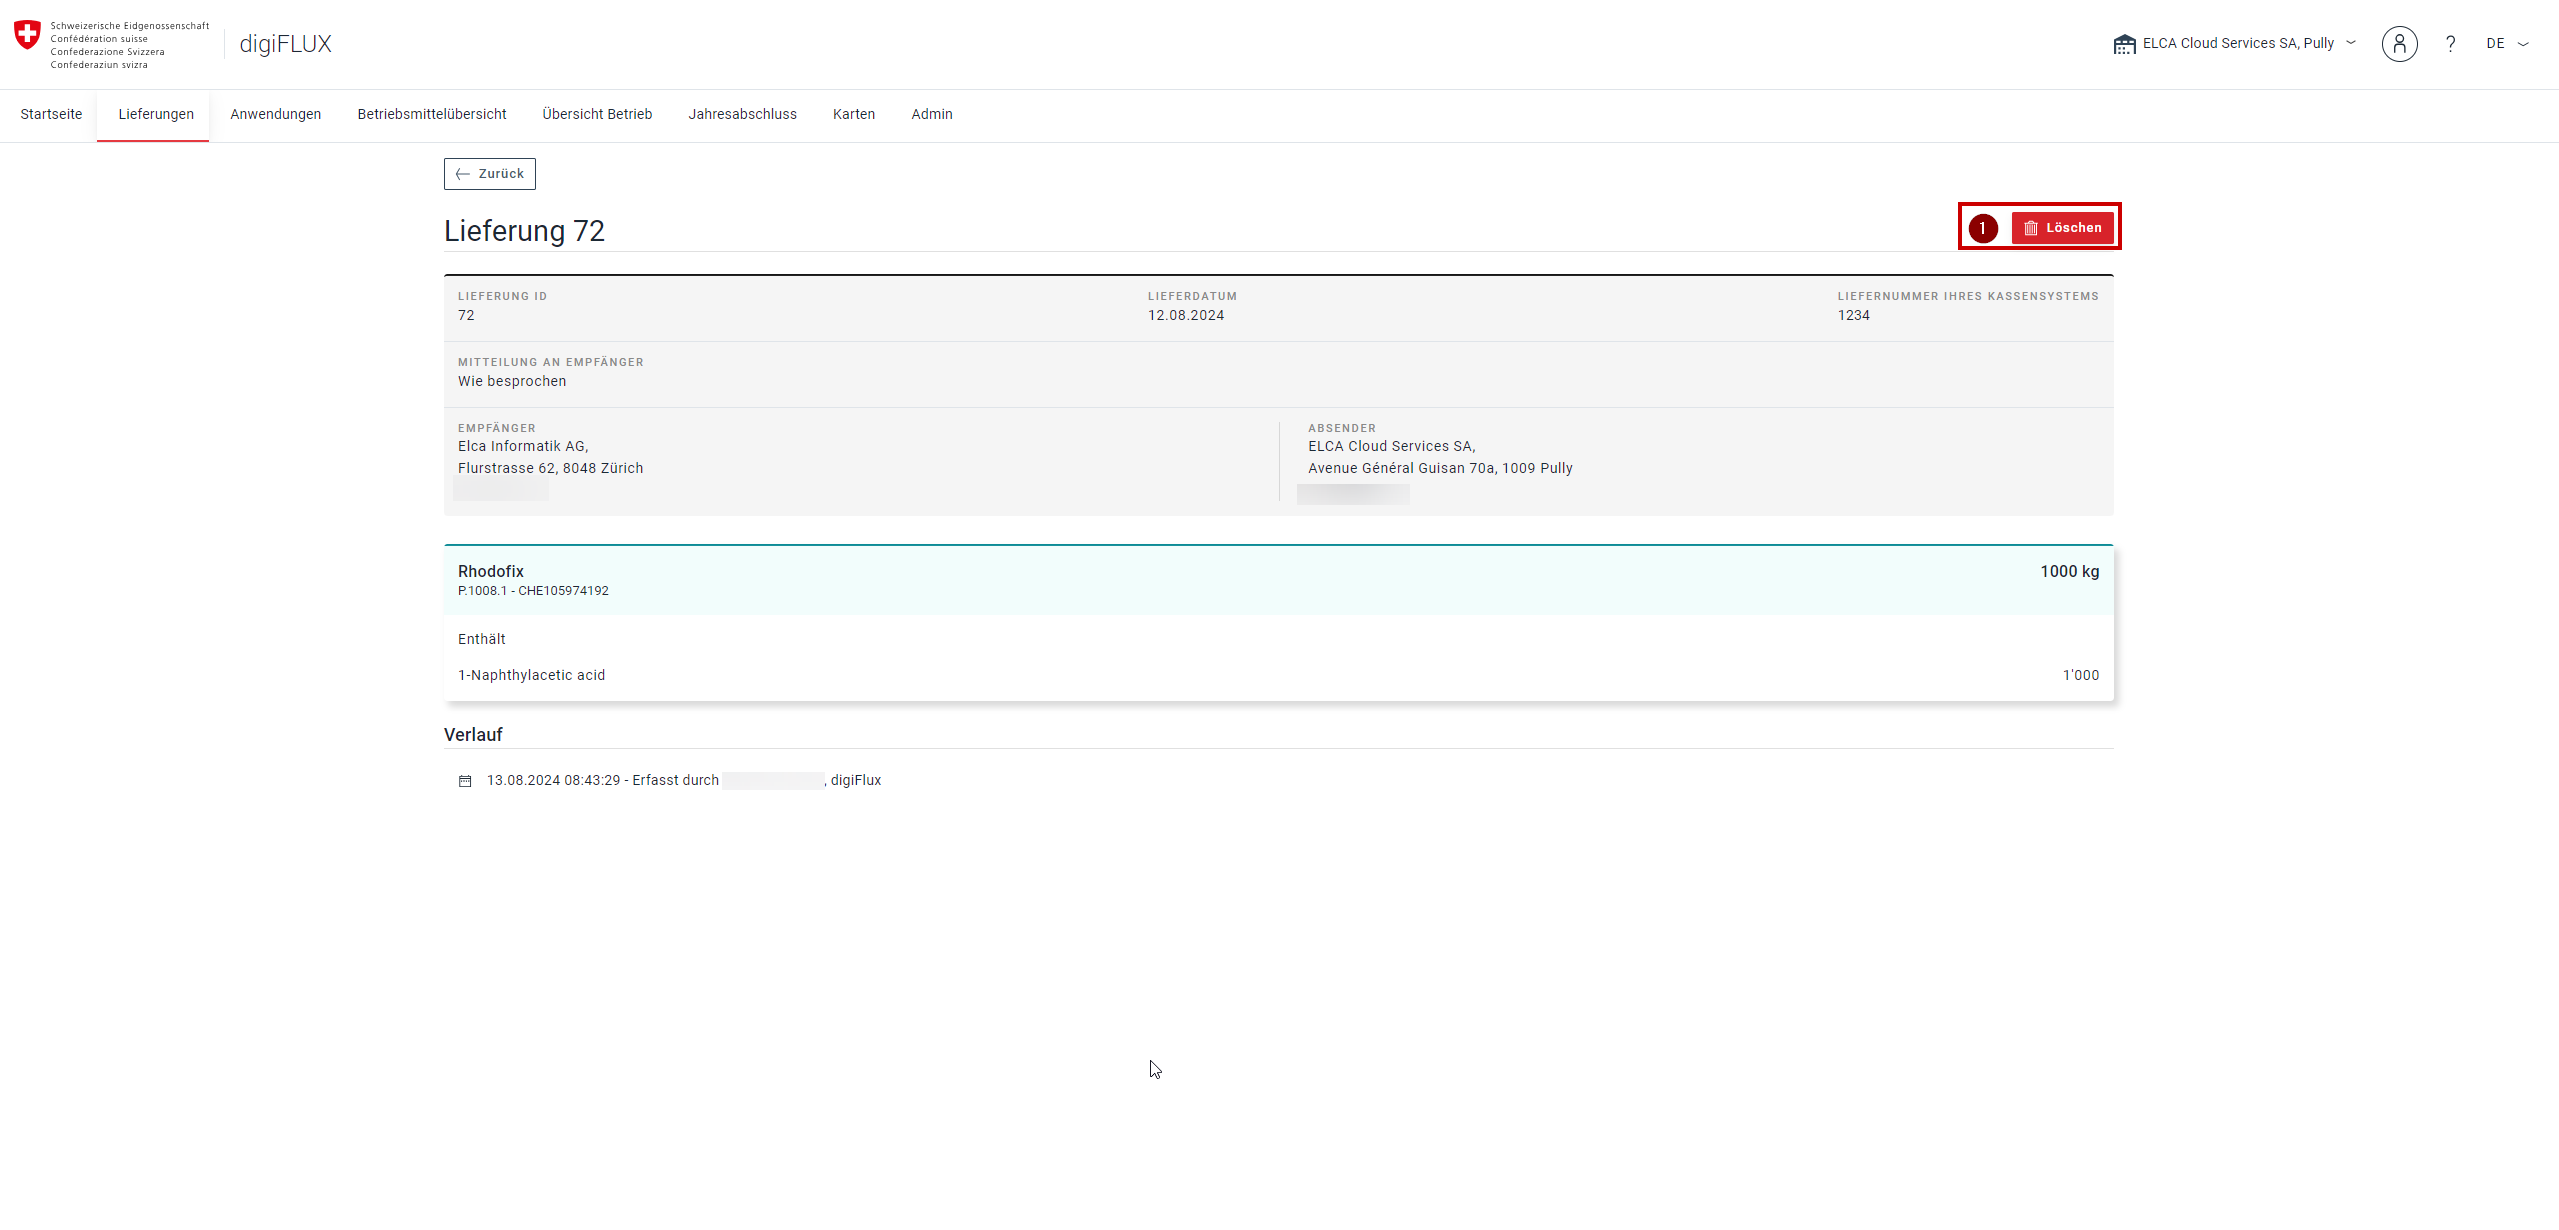 Schweizerische Eidgenossenschaft
Confédération suisse
Confederazione Svizzera
Confederaziun svizra
digiFLUX
ELCA Cloud Services SA, Pully
?
DE
Startseite
Lieferungen
Anwendungen
Betriebsmittelübersicht
Übersicht Betrieb
Jahresabschluss
Karten
Admin
Zurück
Lieferung 72
1
Löschen
LIEFERUNG ID
72
LIEFERDATUM
12.08.2024
LIEFERNUMMER IHRES KASSENSYSTEMS
1234
MITTEILUNG AN EMPFÄNGER
Wie besprochen
EMPFÄNGER
Elca Informatik AG,
Flurstrasse 62, 8048 Zürich
ABSENDER
ELCA Cloud Services SA,
Avenue Général Guisan 70a, 1009 Pully
Rhodofix
P.1008.1 - CHE105974192
1000 kg
Enthält
1-Naphthylacetic acid
1'000
Verlauf
13.08.2024 08:43:29 - Erfasst durch , digiFlux